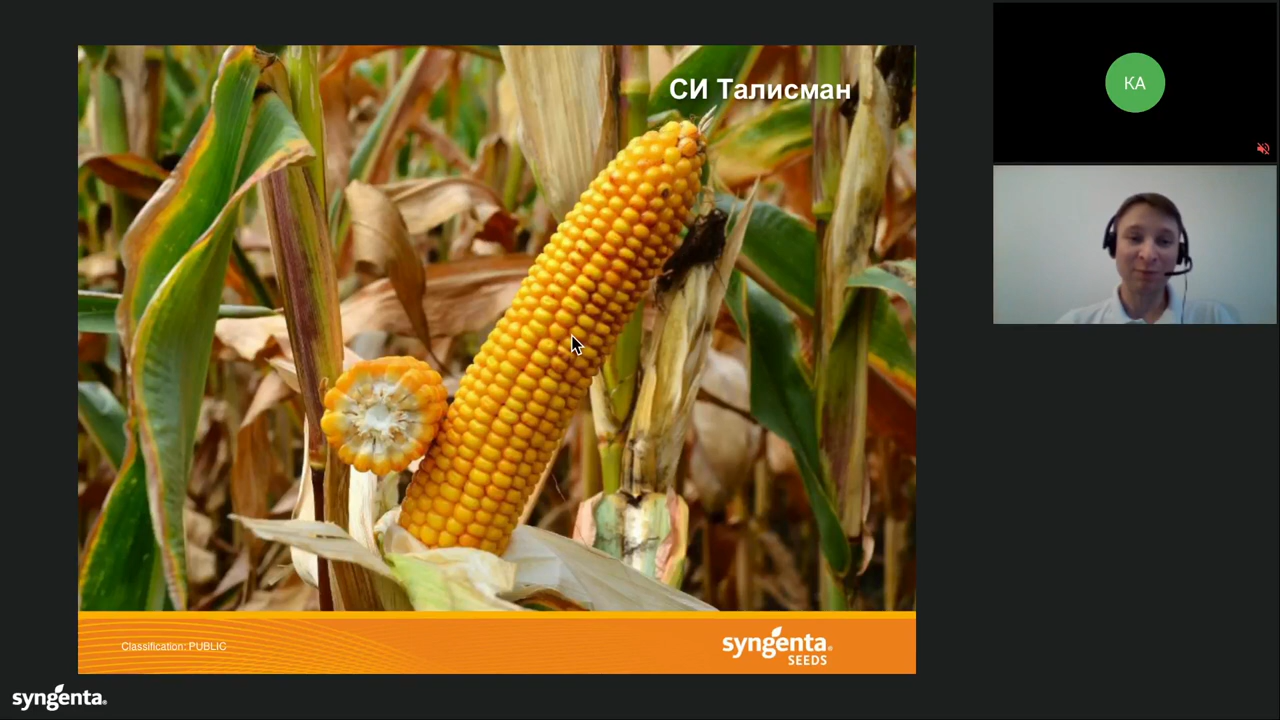 СИ Талисман
KA
Classification: PUBLIC
syngenta
SEEDS
syngenta